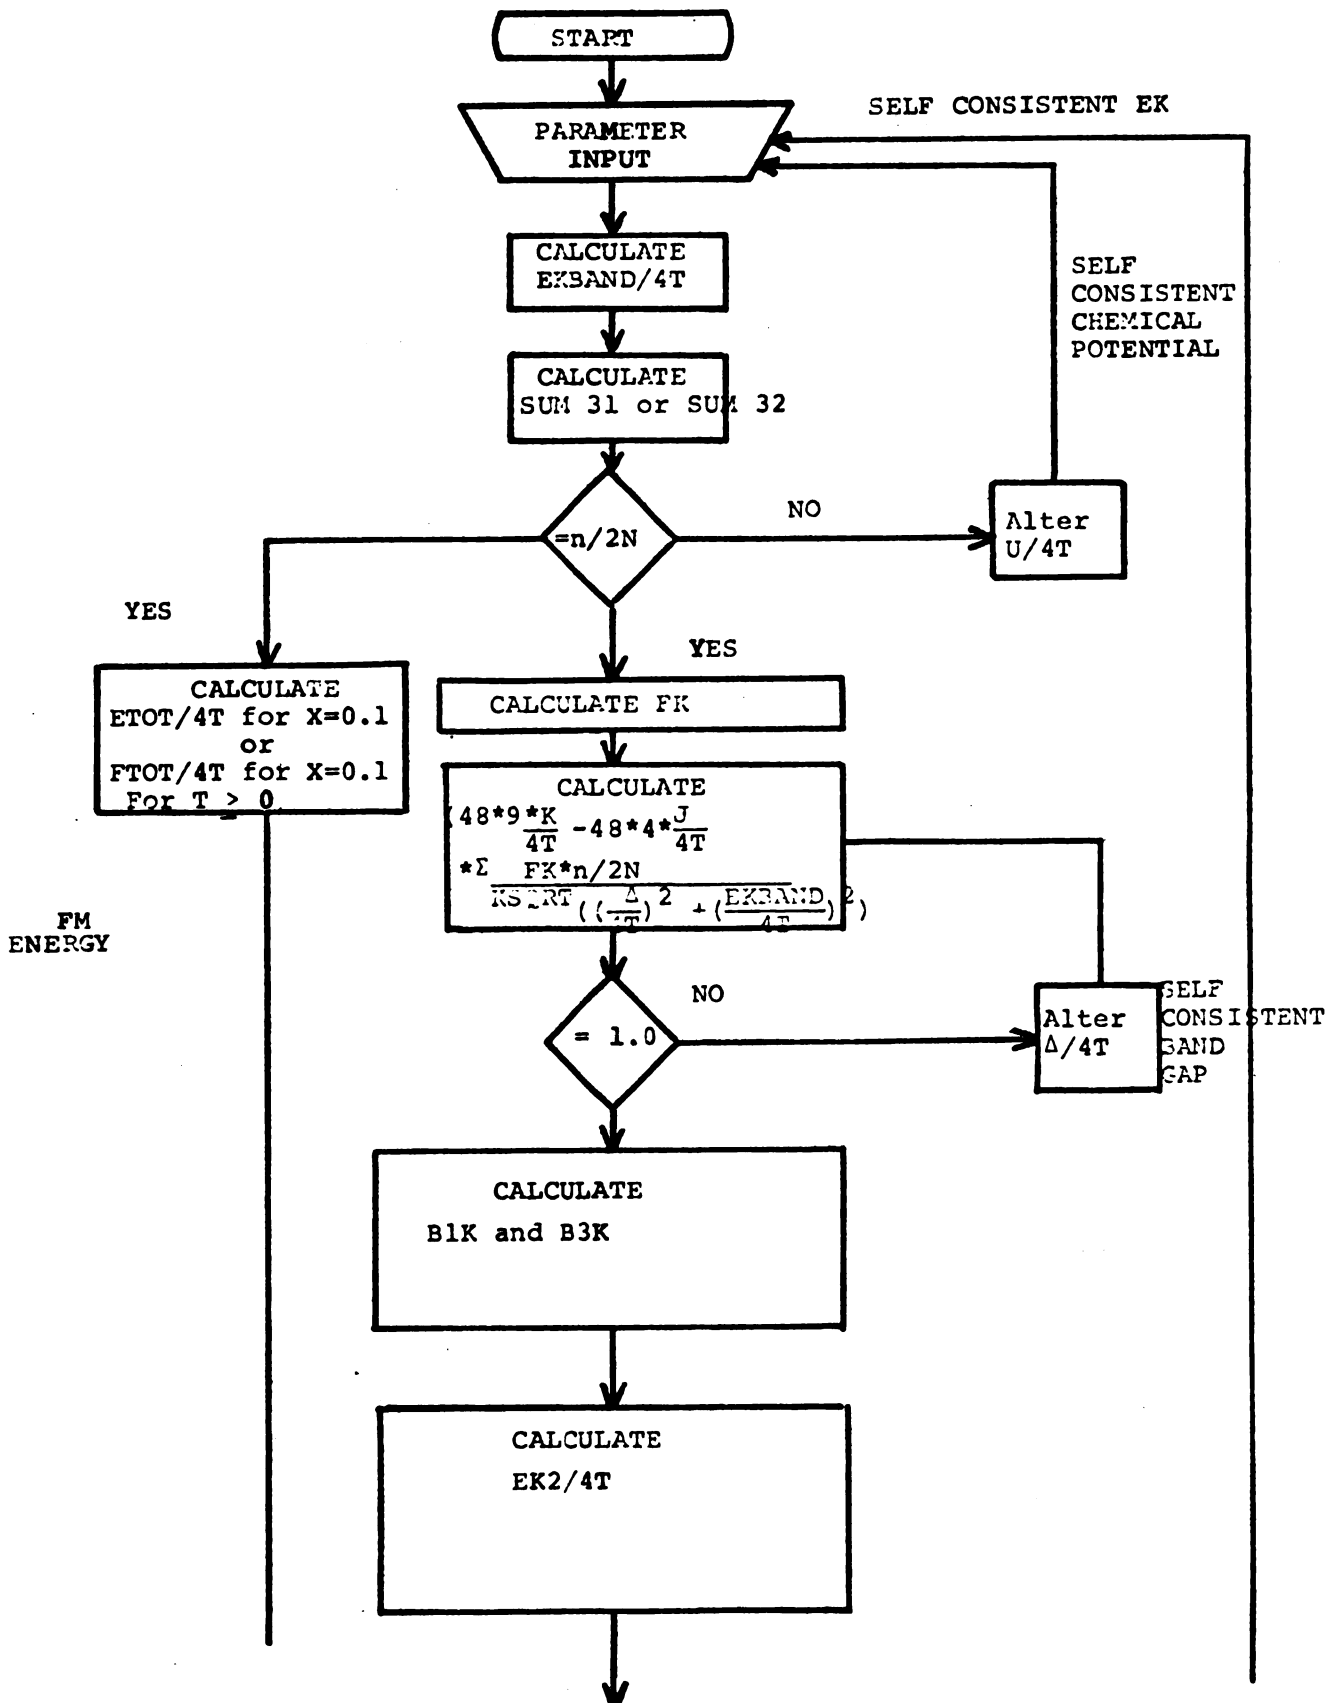 START
SELF CONSISTENT EK
PARAMETER
INPUT
CALCULATE
EKBAND/4T
SELF
CONSISTENT
CHEMICAL
POTENTIAL
CALCULATE
SUM 31 or SUM 32
=n/2N
NO
Alter
U/4T
YES
YES
CALCULATE
ETOT/4T for X=0.1
or
FTOT/4T for X=0.1
For T ≥ 0
CALCULATE FK
CALCULATE
(48*9*K/4T -48*4*J/4T
*Σ FK*n/2N
KSQRT((Δ/4T)2 +(EKBAND/4T)2)
FM
ENERGY
= 1.0
NO
Alter
Δ/4T
SELF
CONSISTENT
BAND
GAP
CALCULATE
B1K and B3K
CALCULATE
EK2/4T